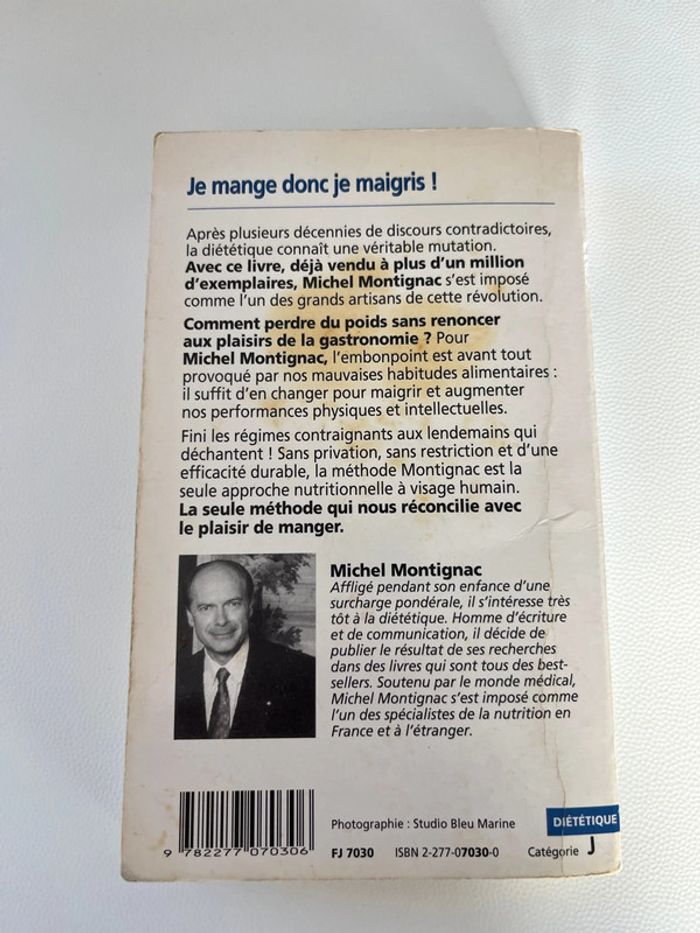 Je mange donc je maigris !
Après plusieurs décennies de discours contradictoires,
la diététique connaît une véritable mutation.
Avec ce livre, déjà vendu à plus d'un million
d'exemplaires, Michel Montignac s'est imposé
comme l'un des grands artisans de cette révolution.
Comment perdre du poids sans renoncer
aux plaisirs de la gastronomie ? Pour
Michel Montignac, l'embonpoint est avant tout
provoqué par nos mauvaises habitudes alimentaires :
il suffit d'en changer pour maigrir et augmenter
nos performances physiques et intellectuelles.
Fini les régimes contraignants aux lendemains qui
déchantent ! Sans privation, sans restriction et d'une
efficacité durable, la méthode Montignac est la
seule approche nutritionnelle à visage humain.
La seule méthode qui nous réconcilie avec
le plaisir de manger.
Michel Montignac
Affligé pendant son enfance d'une
surcharge pondérale, il s'intéresse très
tôt à la diététique. Homme d'écriture
et de communication, il décide de
publier le résultat de ses recherches
dans des livres qui sont tous des best-
sellers. Soutenu par le monde médical,
Michel Montignac s'est imposé comme
l'un des spécialistes de la nutrition en
France et à l'étranger.
9 782277 070306
Photographie : Studio Bleu Marine
DIÉTÉTIQUE
FJ 7030 ISBN 2-277-07030-0 Catégorie J